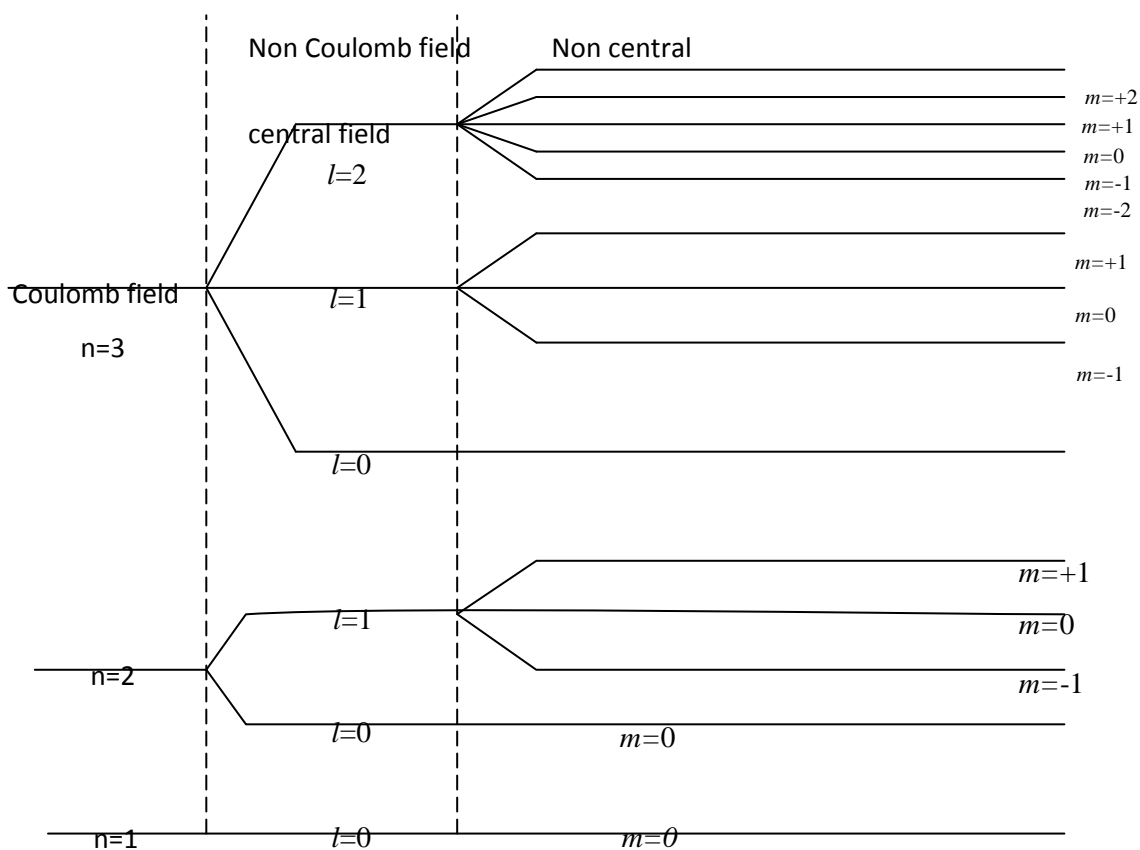 Non Coulomb field
Non central
central field
l=2
m=+2
m=+1
m=0
m=-1
m=-2
Coulomb field
n=3
l=1
m=+1
m=0
m=-1
l=0
n=2
l=1
m=+1
m=0
m=-1
l=0
m=0
n=1
l=0
m=0